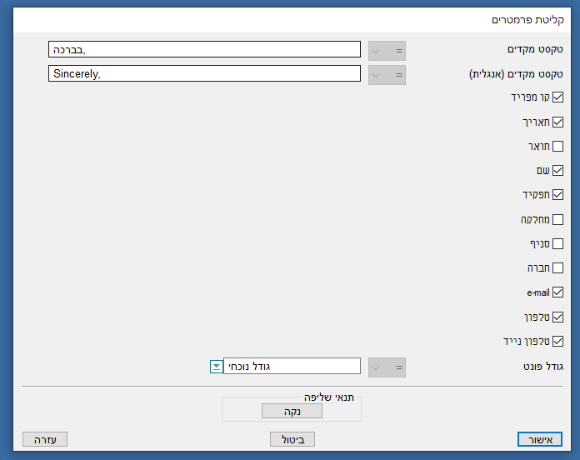 קליטת פרמטרים
טקסט מקדים = בברכה,
טקסט מקדים (אנגלית) = Sincerely,
קו מפריד
תאריך
תואר
שם
תפקיד
מחלקה
סניף
חברה
e-mail
טלפון
טלפון נייד
גודל פונט = גודל נוכחי
תנאי שליפה
נקה
אישור ביטול עזרה